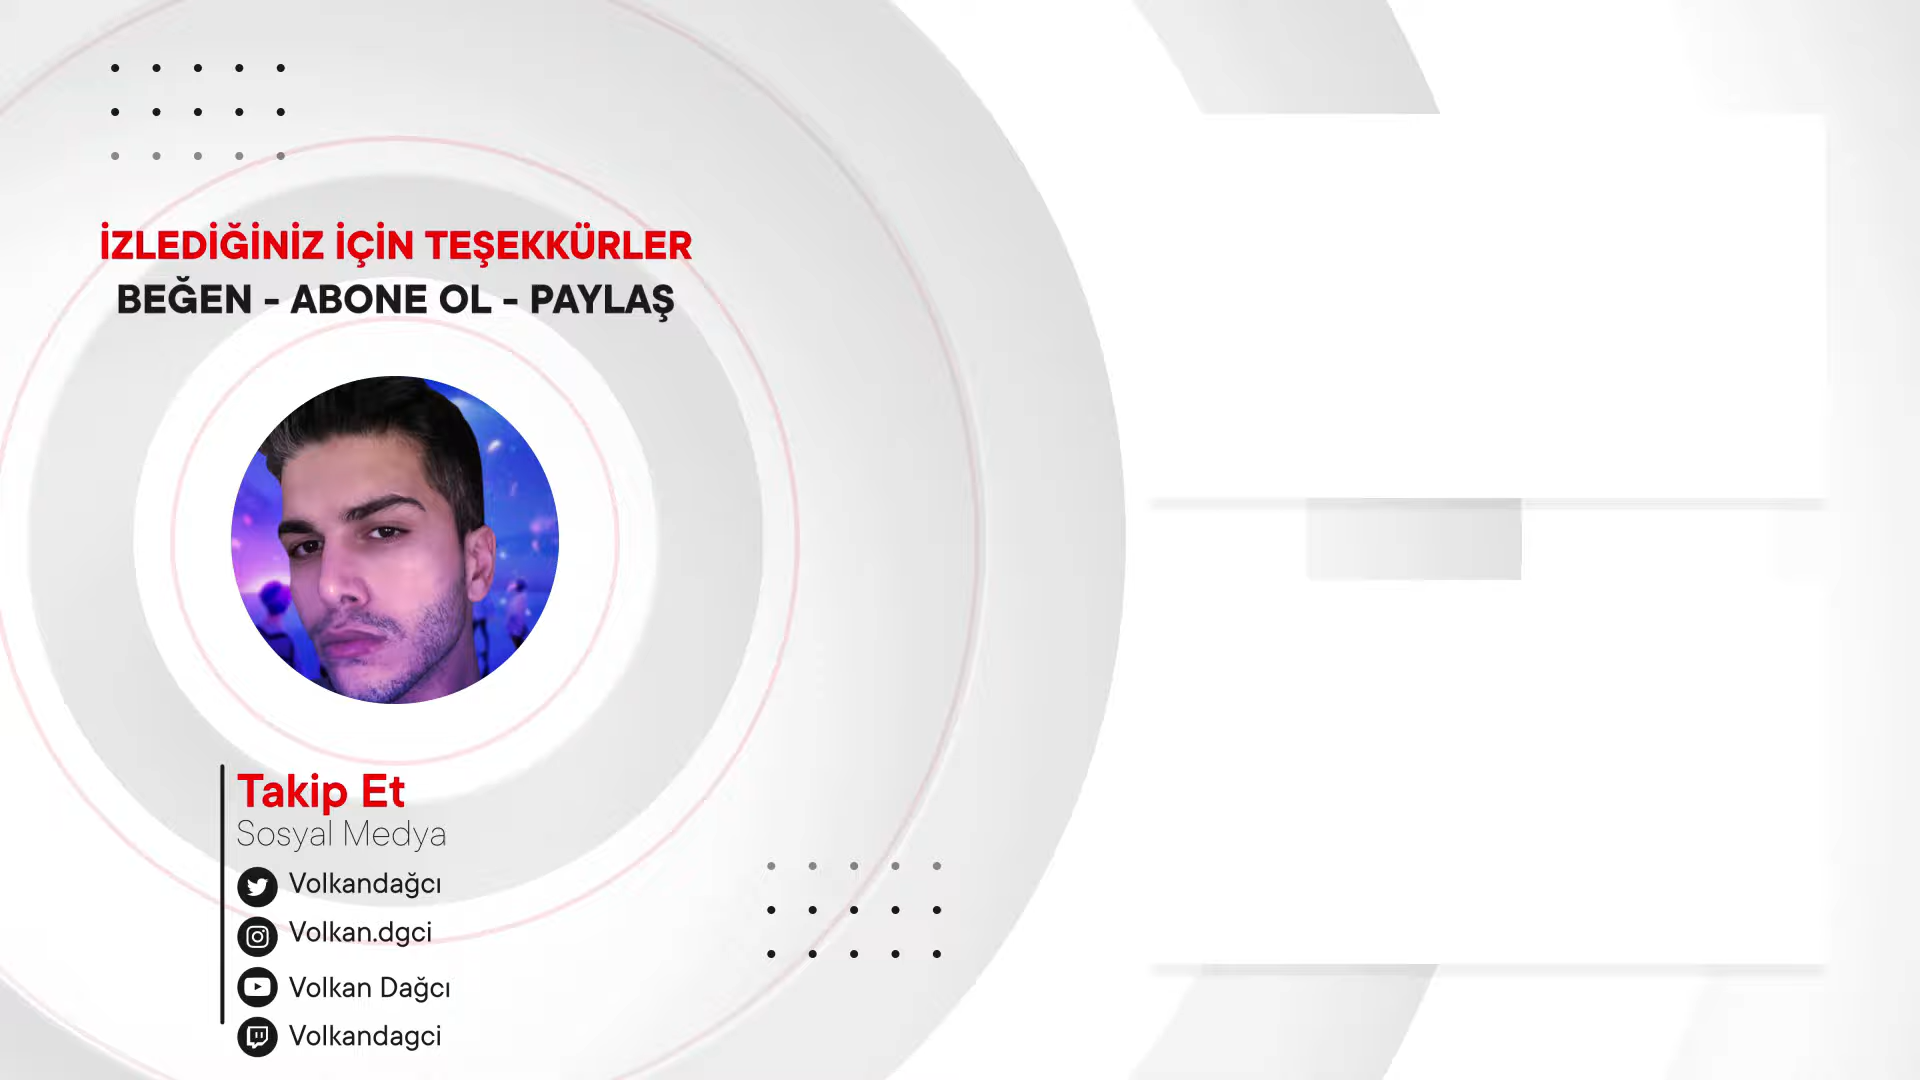 İZLEDİĞİNİZ İÇİN TEŞEKKÜRLER
BEĞEN - ABONE OL - PAYLAŞ
Takip Et
Sosyal Medya
Volkandağcı
Volkan.dgci
Volkan Dağcı
Volkandagci